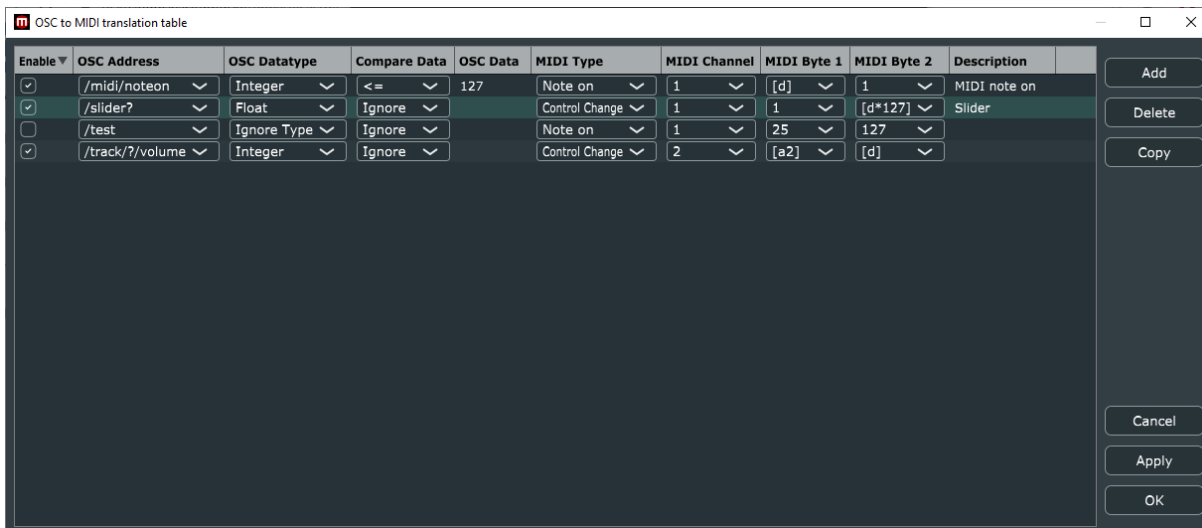 m OSC to MIDI translation table
Enable OSC Address OSC Datatype Compare Data OSC Data MIDI Type MIDI Channel MIDI Byte 1 MIDI Byte 2 Description
/midi/noteon Integer <= 127 Note on 1 [d] 1 MIDI note on
/slider? Float Ignore Control Change 1 1 [d*127] Slider
/test Ignore Type Ignore Note on 1 25 127
/track/?/volume Integer Ignore Control Change 2 [a2] [d]
Add
Delete
Copy
Cancel
Apply
OK